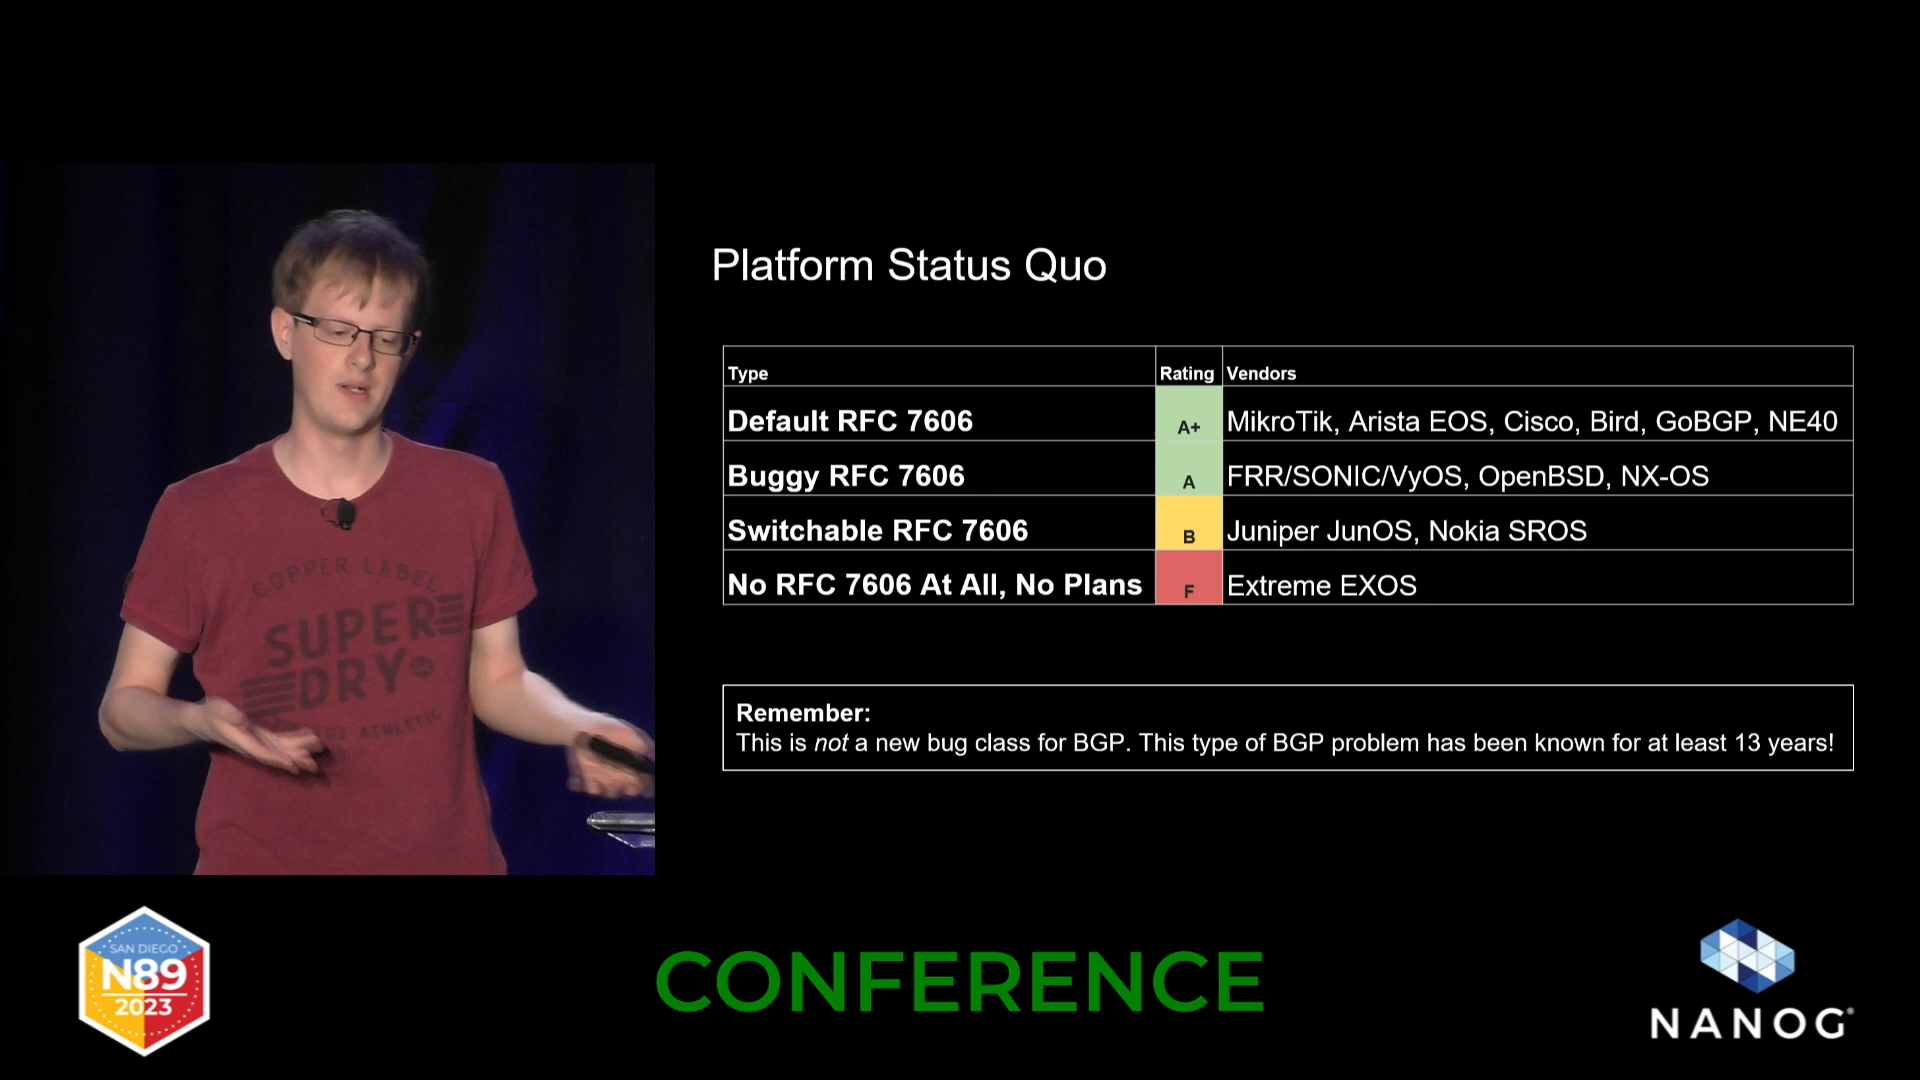 Platform Status Quo
Type Rating Vendors
Default RFC 7606 A+ MikroTik, Arista EOS, Cisco, Bird, GoBGP, NE40
Buggy RFC 7606 A FRR/SONIC/VyOS, OpenBSD, NX-OS
Switchable RFC 7606 B Juniper JunOS, Nokia SROS
No RFC 7606 At All, No Plans F Extreme EXOS
Remember:
This is not a new bug class for BGP. This type of BGP problem has been known for at least 13 years!
COPPER LABEL
SUPER
DRY
ATHLETIC
SAN DIEGO
N89
2023
CONFERENCE
NANOG®